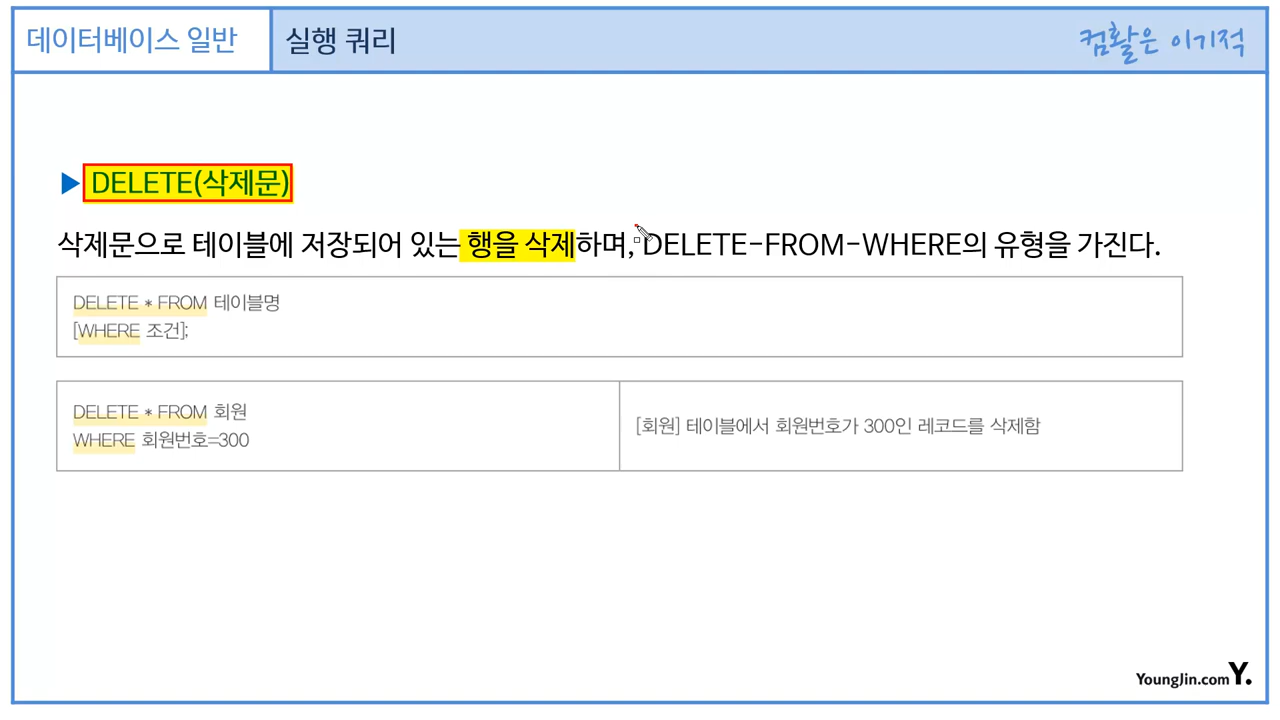 데이터베이스 일반
실행 쿼리
컴활은 이기적
▶ DELETE(삭제문)
삭제문으로 테이블에 저장되어 있는 행을 삭제하며, DELETE-FROM-WHERE의 유형을 가진다.
DELETE * FROM 테이블명
[WHERE 조건];
DELETE * FROM 회원
WHERE 회원번호=300
[회원] 테이블에서 회원번호가 300인 레코드를 삭제함
YoungJin.com Y.